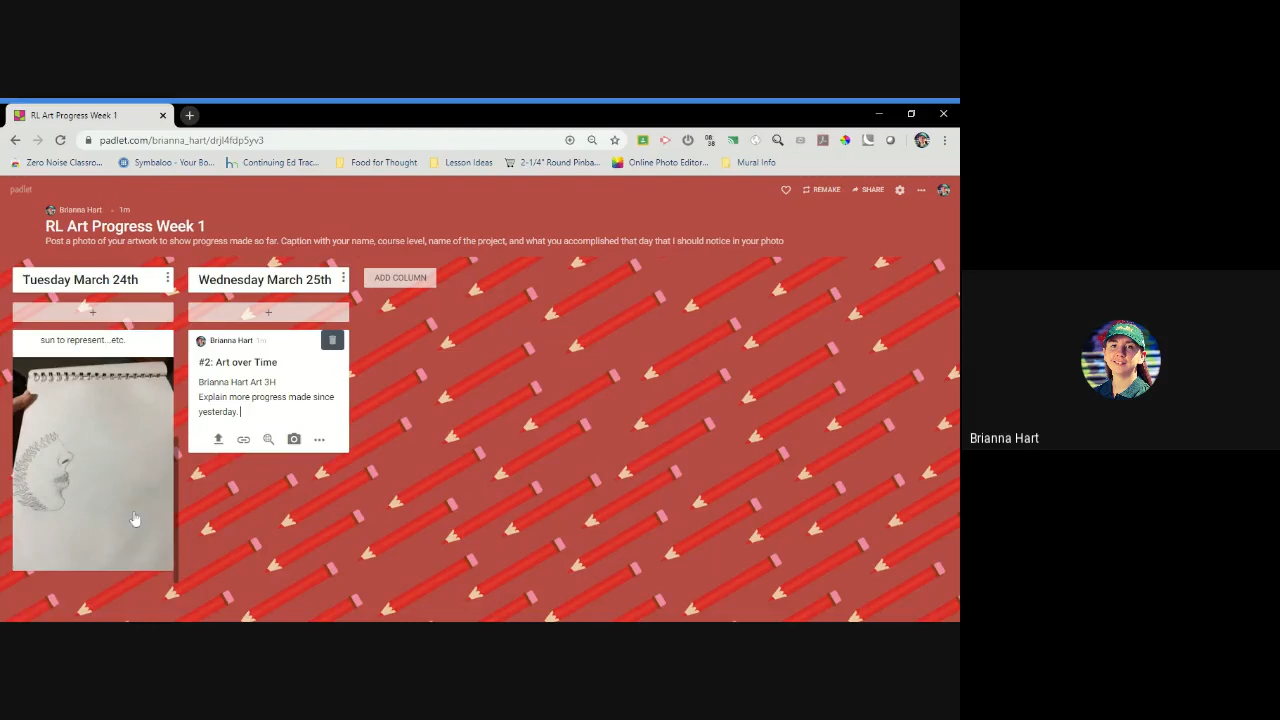 RL Art Progress Week 1
padlet.com/brianna_hart/drjl4fdp5yv3
08:
38
Zero Noise Classro...
Symbaloo - Your Bo...
Continuing Ed Trac...
Food for Thought
Lesson Ideas
2-1/4" Round Pinba...
Online Photo Editor...
Mural Info
padlet
REMAKE
SHARE
Brianna Hart · 1m
RL Art Progress Week 1
Post a photo of your artwork to show progress made so far. Caption with your name, course level, name of the project, and what you accomplished that day that I should notice in your photo
Tuesday March 24th
Wednesday March 25th
ADD COLUMN
sun to represent...etc.
Brianna Hart 1m
#2: Art over Time
Brianna Hart Art 3H
Explain more progress made since
yesterday.
Brianna Hart